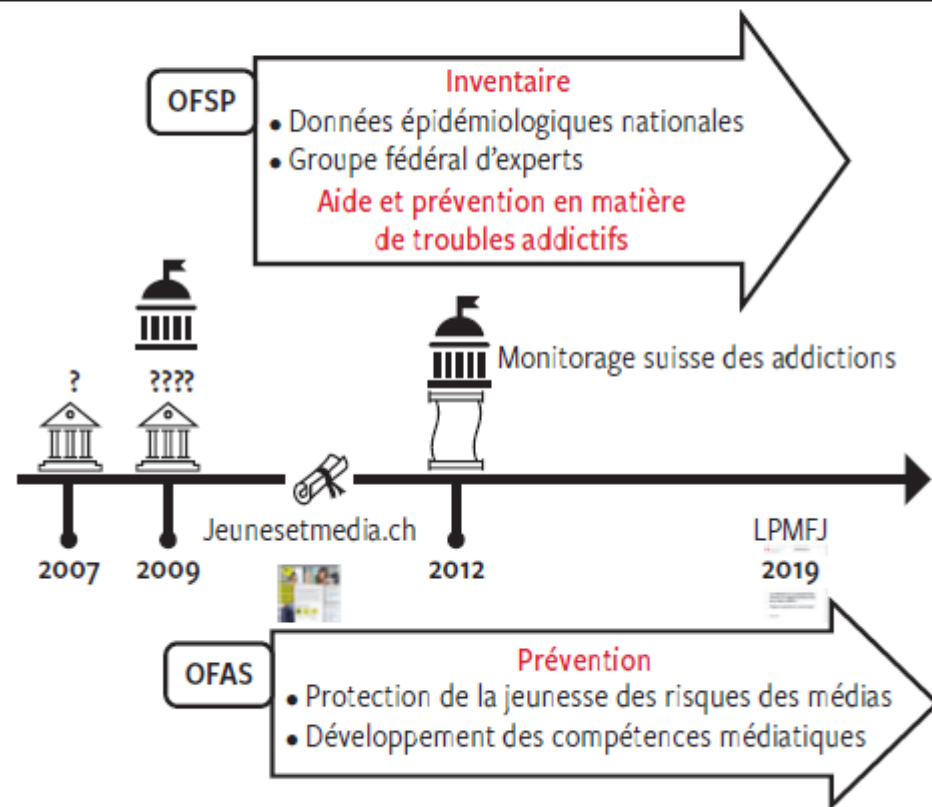 OFSP
Inventaire
• Données épidémiologiques nationales
• Groupe fédéral d'experts
Aide et prévention en matière
de troubles addictifs
Monitorage suisse des addictions
?
????
Jeunesetmedia.ch
LPMFJ
2007
2009
2012
2019
OFAS
Prévention
• Protection de la jeunesse des risques des médias
• Développement des compétences médiatiques